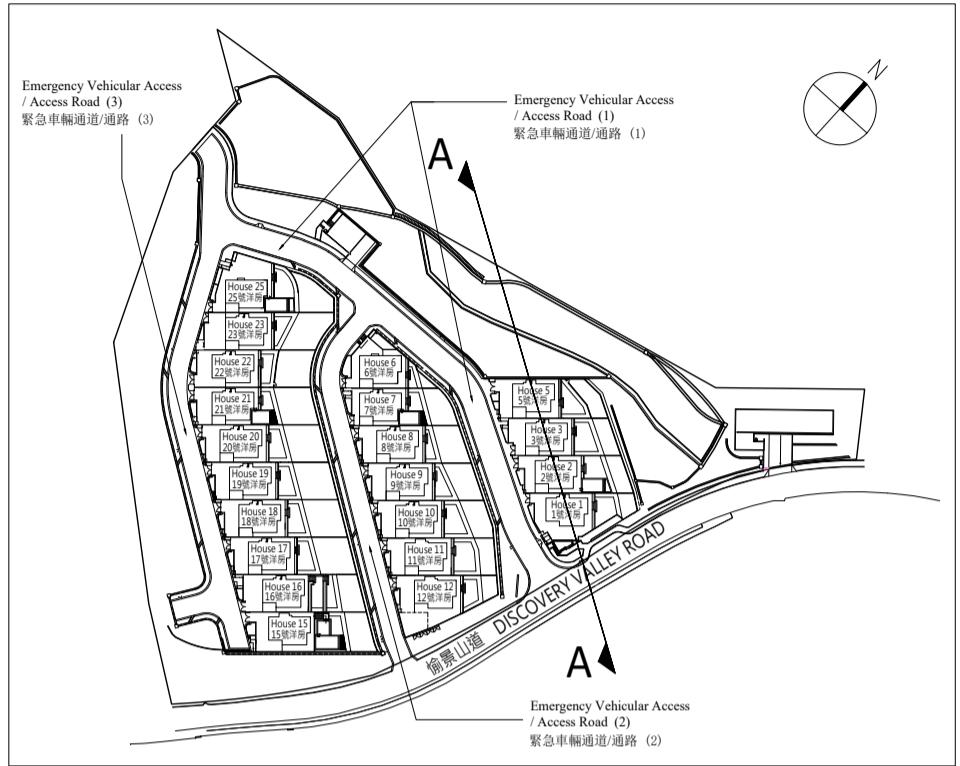 Emergency Vehicular Access
/ Access Road (3)
緊急車輛通道/通路 (3)
Emergency Vehicular Access
/ Access Road (1)
緊急車輛通道/通路 (1)
N
A
House 25
25號洋房
House 23
23號洋房
House 22
22號洋房
House 21
21號洋房
House 20
20號洋房
House 19
19號洋房
House 18
18號洋房
House 17
17號洋房
House 16
16號洋房
House 15
15號洋房
House 6
6號洋房
House 7
7號洋房
House 8
8號洋房
House 9
9號洋房
House 10
10號洋房
House 11
11號洋房
House 12
12號洋房
House 5
5號洋房
House 3
3號洋房
House 2
2號洋房
House 1
1號洋房
愉景山道 DISCOVERY VALLEY ROAD
A
Emergency Vehicular Access
/ Access Road (2)
緊急車輛通道/通路 (2)